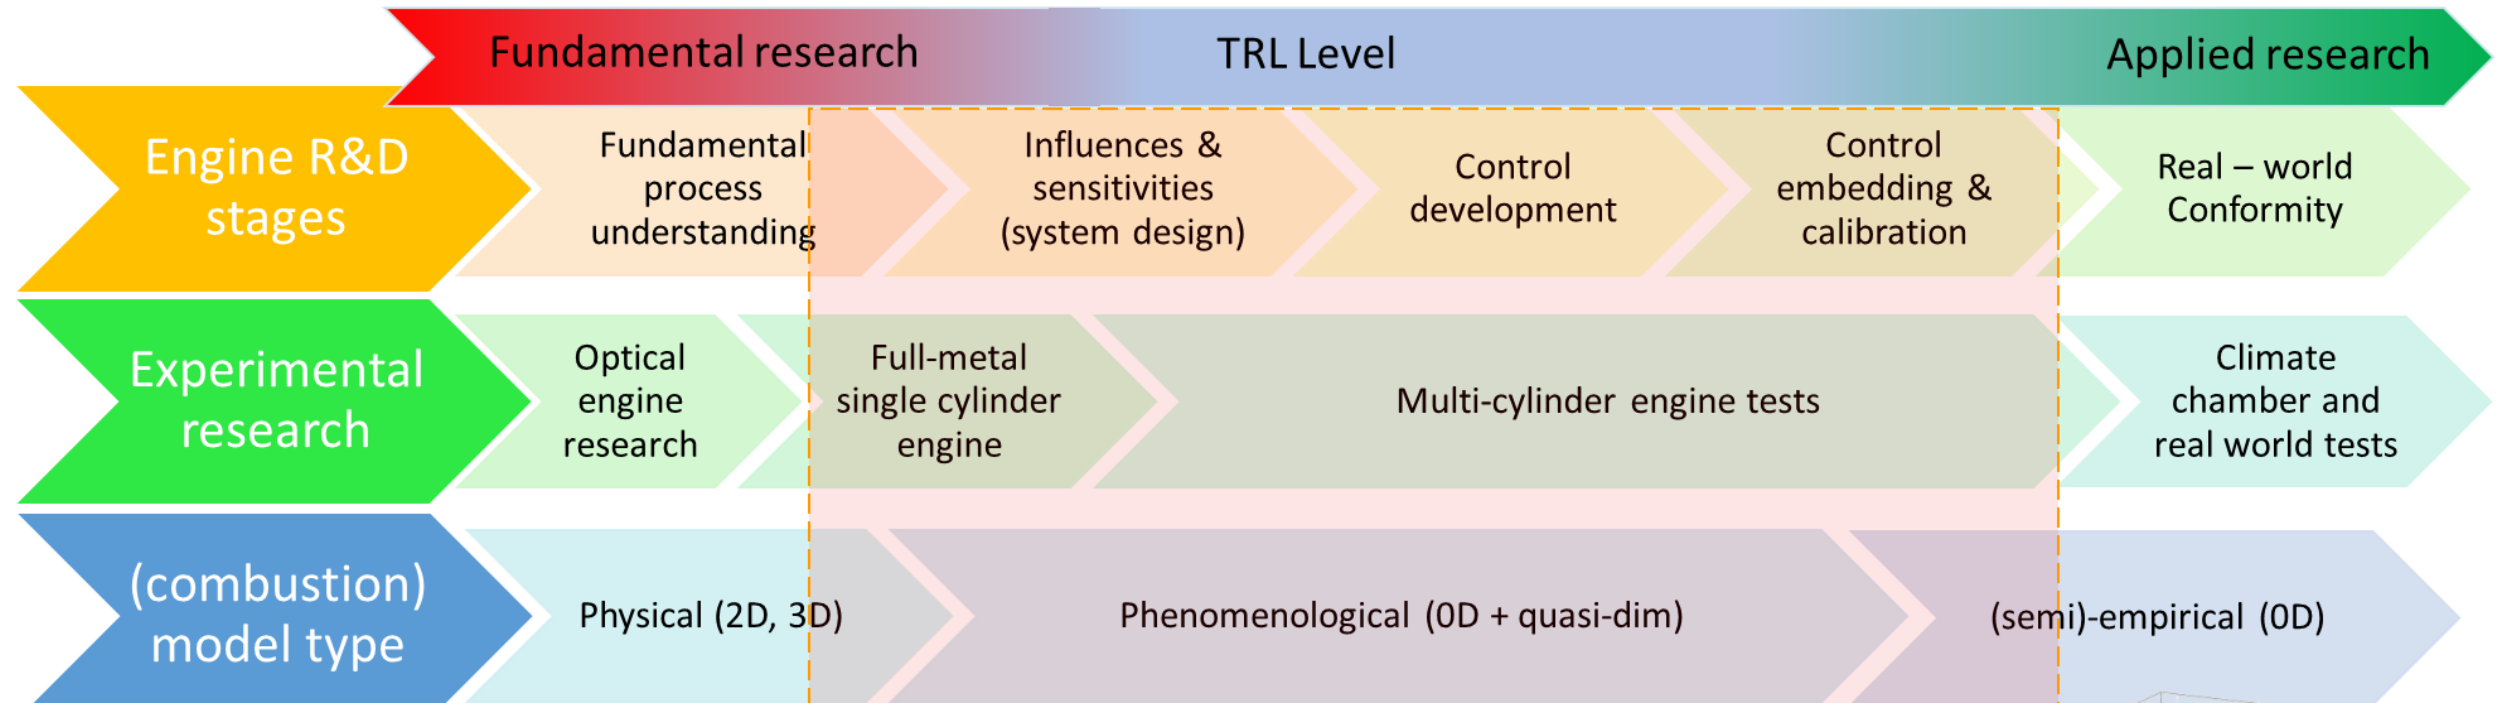 Fundamental research
TRL Level
Applied research
Engine R&D
stages
Fundamental
process
understanding
Influences &
sensitivities
(system design)
Control
development
Control
embedding &
calibration
Real – world
Conformity
Experimental
research
Optical
engine
research
Full-metal
single cylinder
engine
Multi-cylinder engine tests
Climate
chamber and
real world tests
(combustion)
model type
Physical (2D, 3D)
Phenomenological (0D + quasi-dim)
(semi)-empirical (0D)